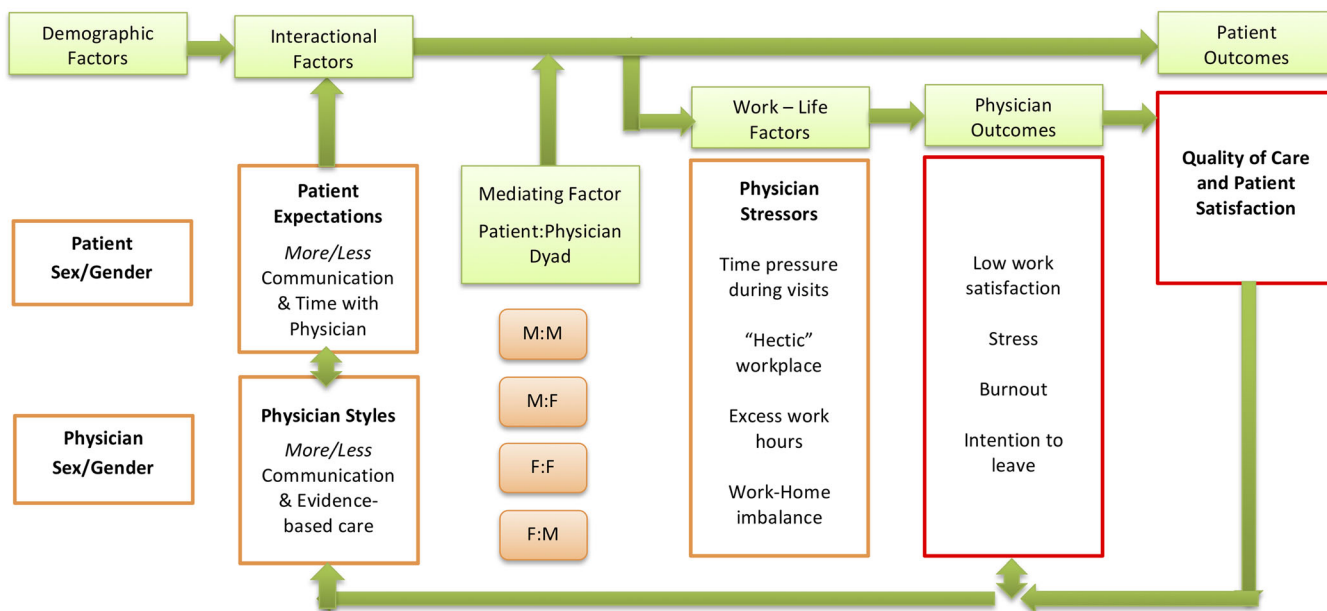 Demographic
Factors
Interactional
Factors
Patient
Outcomes
Work – Life
Factors
Physician
Outcomes
Patient
Sex/Gender
Physician
Sex/Gender
Patient
Expectations
More/Less
Communication
& Time with
Physician
Physician Styles
More/Less
Communication
& Evidence-
based care
Mediating Factor
Patient:Physician
Dyad
M:M
M:F
F:F
F:M
Physician
Stressors
Time pressure
during visits
“Hectic”
workplace
Excess work
hours
Work-Home
imbalance
Low work
satisfaction
Stress
Burnout
Intention to
leave
Quality of Care
and Patient
Satisfaction